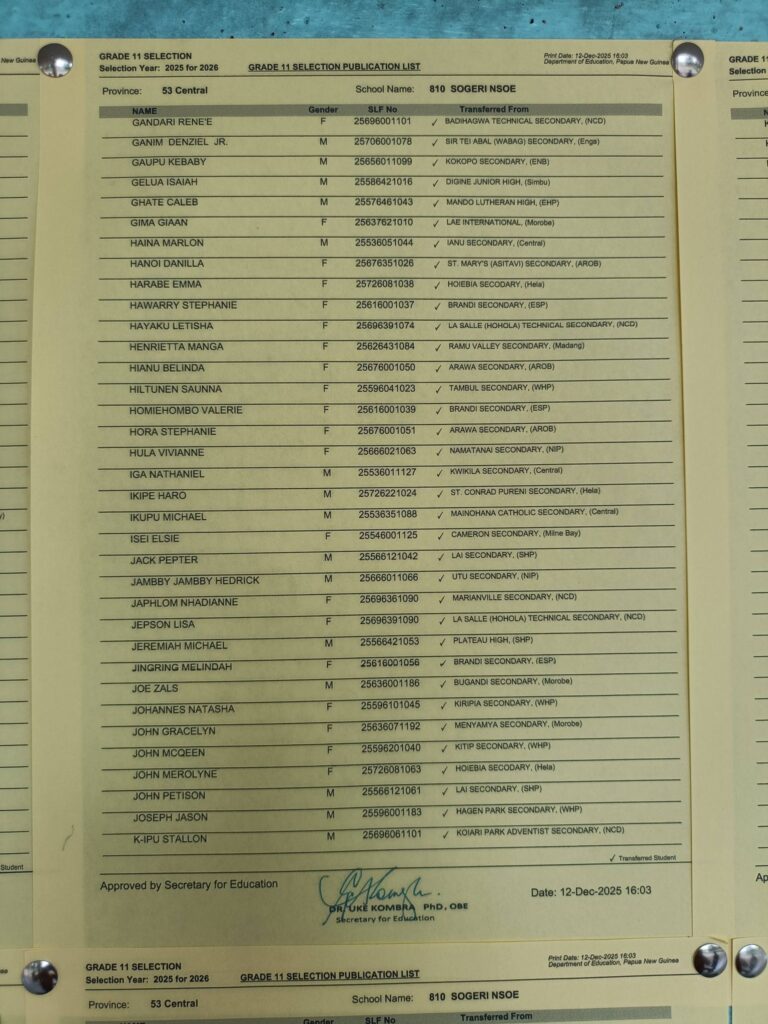 New Guinea
GRADE 11 SELECTION
Selection Year: 2025 for 2026 GRADE 11 SELECTION PUBLICATION LIST
Print Date: 12-Dec-2025 16:03
Department of Education, Papua New Guinea
Province: 53 Central School Name: 810 SOGERI NSOE
NAME Gender SLF No Transferred From
GANDARI RENE'E F 25696001101 ✓ BADIHAGWA TECHNICAL SECONDARY, (NCD)
GANIM DENZIEL JR. M 25706001078 ✓ SIR TEI ABAL (WABAG) SECONDARY, (Enga)
GAUPU KEBABY M 25656011099 ✓ KOKOPO SECONDARY, (ENB)
GELUA ISAIAH M 25586421016 ✓ DIGINE JUNIOR HIGH, (Simbu)
GHATE CALEB M 25576461043 ✓ MANDO LUTHERAN HIGH, (EHP)
GIMA GIAAN F 25637621010 ✓ LAE INTERNATIONAL, (Morobe)
HAINA MARLON M 25536051044 ✓ IANU SECONDARY, (Central)
HANOI DANILLA F 25676351026 ✓ ST. MARY'S (ASITAVI) SECONDARY, (AROB)
HARABE EMMA F 25726081038 ✓ HOIEBIA SECODARY, (Hela)
HAWARRY STEPHANIE F 25616001037 ✓ BRANDI SECONDARY, (ESP)
HAYAKU LETISHA F 25696391074 ✓ LA SALLE (HOHOLA) TECHNICAL SECONDARY, (NCD)
HENRIETTA MANGA F 25626431084 ✓ RAMU VALLEY SECONDARY, (Madang)
HIANU BELINDA F 25676001050 ✓ ARAWA SECONDARY, (AROB)
HILTUNEN SAUNNA F 25596041023 ✓ TAMBUL SECONDARY, (WHP)
HOMIEHOMBO VALERIE F 25616001039 ✓ BRANDI SECONDARY, (ESP)
HORA STEPHANIE F 25676001051 ✓ ARAWA SECONDARY, (AROB)
HULA VIVIANNE F 25666021063 ✓ NAMATANAI SECONDARY, (NIP)
IGA NATHANIEL M 25536011127 ✓ KWIKILA SECONDARY, (Central)
IKIPE HARO M 25726221024 ✓ ST. CONRAD PURENI SECONDARY, (Hela)
IKUPU MICHAEL M 25536351088 ✓ MAINOHANA CATHOLIC SECONDARY, (Central)
ISEI ELSIE F 25546001125 ✓ CAMERON SECONDARY, (Milne Bay)
JACK PEPTER M 25566121042 ✓ LAI SECONDARY, (SHP)
JAMBBY JAMBBY HEDRICK M 25666011066 ✓ UTU SECONDARY, (NIP)
JAPHLOM NHADIANNE F 25696361090 ✓ MARIANVILLE SECONDARY, (NCD)
JEPSON LISA F 25696391090 ✓ LA SALLE (HOHOLA) TECHNICAL SECONDARY, (NCD)
JEREMIAH MICHAEL M 25566421053 ✓ PLATEAU HIGH, (SHP)
JINGRING MELINDAH F 25616001056 ✓ BRANDI SECONDARY, (ESP)
JOE ZALS M 25636001186 ✓ BUGANDI SECONDARY, (Morobe)
JOHANNES NATASHA F 25596101045 ✓ KIRIPIA SECONDARY, (WHP)
JOHN GRACELYN F 25636071192 ✓ MENYAMYA SECONDARY, (Morobe)
JOHN MCQEEN F 25596201040 ✓ KITIP SECONDARY, (WHP)
JOHN MEROLYNE F 25726081063 ✓ HOIEBIA SECODARY, (Hela)
JOHN PETISON M 25566121061 ✓ LAI SECONDARY, (SHP)
JOSEPH JASON M 25596001183 ✓ HAGEN PARK SECONDARY, (WHP)
K-IPU STALLON M 25696061101 ✓ KOIARI PARK ADVENTIST SECONDARY, (NCD)
✓ Transferred Student
Approved by Secretary for Education
DR. UKE KOMBRA PhD, OBE
Secretary for Education
Date: 12-Dec-2025 16:03
Student
GRADE 11
Selection
Province
GRADE 11 SELECTION
Selection Year: 2025 for 2026 GRADE 11 SELECTION PUBLICATION LIST
Print Date: 12-Dec-2025 16:03
Department of Education, Papua New Guinea
Province: 53 Central School Name: 810 SOGERI NSOE
NAME Gender SLF No Transferred From